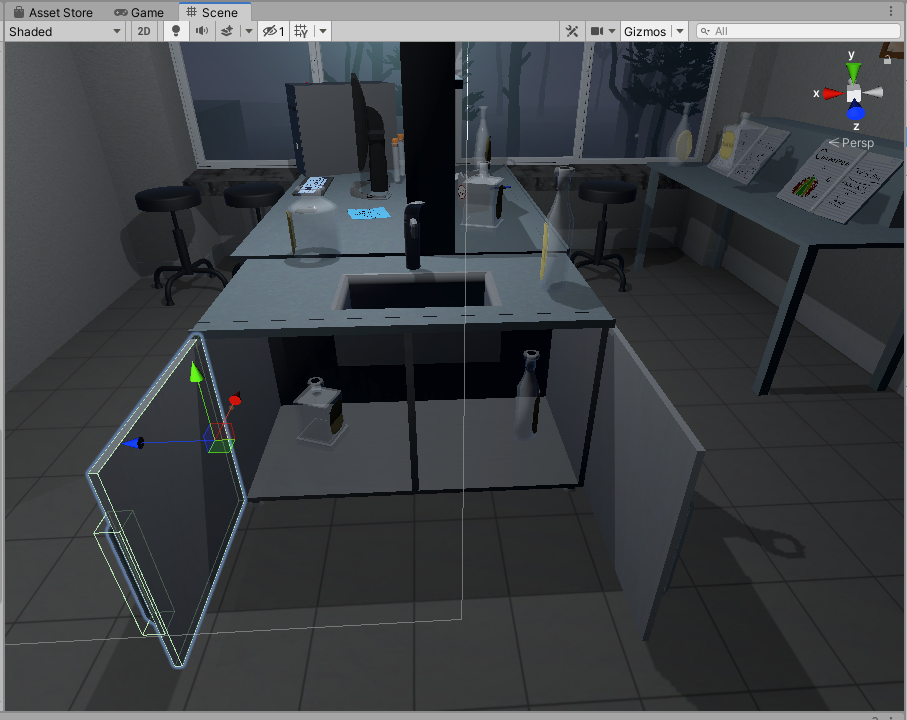 Asset Store Game Scene
Shaded 2D 1 Gizmos All
y
x
z
Persp